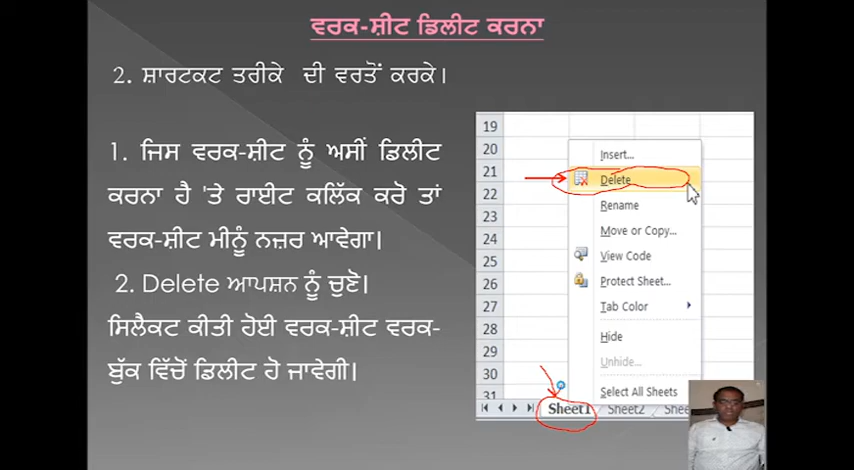 ਵਰਕ-ਸ਼ੀਟ ਡਿਲੀਟ ਕਰਨਾ
2. ਸ਼ਾਰਟਕਟ ਤਰੀਕੇ ਦੀ ਵਰਤੋਂ ਕਰਕੇ।
1. ਜਿਸ ਵਰਕ-ਸ਼ੀਟ ਨੂੰ ਅਸੀਂ ਡਿਲੀਟ
ਕਰਨਾ ਹੈ 'ਤੇ ਰਾਈਟ ਕਲਿੱਕ ਕਰੋ ਤਾਂ
ਵਰਕ-ਸ਼ੀਟ ਮੀਨੂੰ ਨਜ਼ਰ ਆਵੇਗਾ।
2. Delete ਆਪਸ਼ਨ ਨੂੰ ਚੁਣੋ।
ਸਿਲੈਕਟ ਕੀਤੀ ਹੋਈ ਵਰਕ-ਸ਼ੀਟ ਵਰਕ-
ਬੁੱਕ ਵਿੱਚੋਂ ਡਿਲੀਟ ਹੋ ਜਾਵੇਗੀ।
19
20
21
22
23
24
25
26
27
28
29
30
31
Insert...
Delete
Rename
Move or Copy...
View Code
Protect Sheet...
Tab Color
Hide
Unhide...
Select All Sheets
Sheet1 Sheet2 Shee